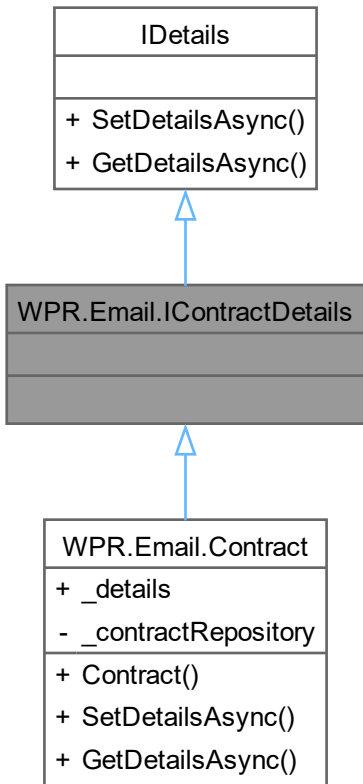 IDetails
+ SetDetailsAsync()
+ GetDetailsAsync()
WPR.Email.IContractDetails
WPR.Email.Contract
+ _details
- _contractRepository
+ Contract()
+ SetDetailsAsync()
+ GetDetailsAsync()